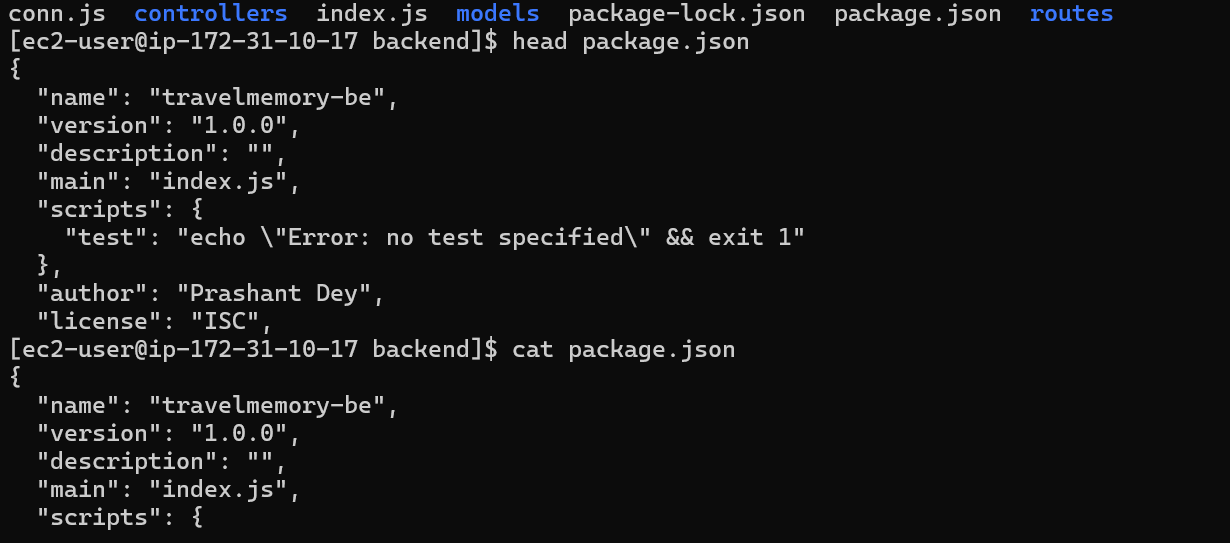 conn.js  controllers  index.js  models  package-lock.json  package.json  routes
[ec2-user@ip-172-31-10-17 backend]$ head package.json
{
  "name": "travelmemory-be",
  "version": "1.0.0",
  "description": "",
  "main": "index.js",
  "scripts": {
    "test": "echo \"Error: no test specified\" && exit 1"
  },
  "author": "Prashant Dey",
  "license": "ISC",
[ec2-user@ip-172-31-10-17 backend]$ cat package.json
{
  "name": "travelmemory-be",
  "version": "1.0.0",
  "description": "",
  "main": "index.js",
  "scripts": {